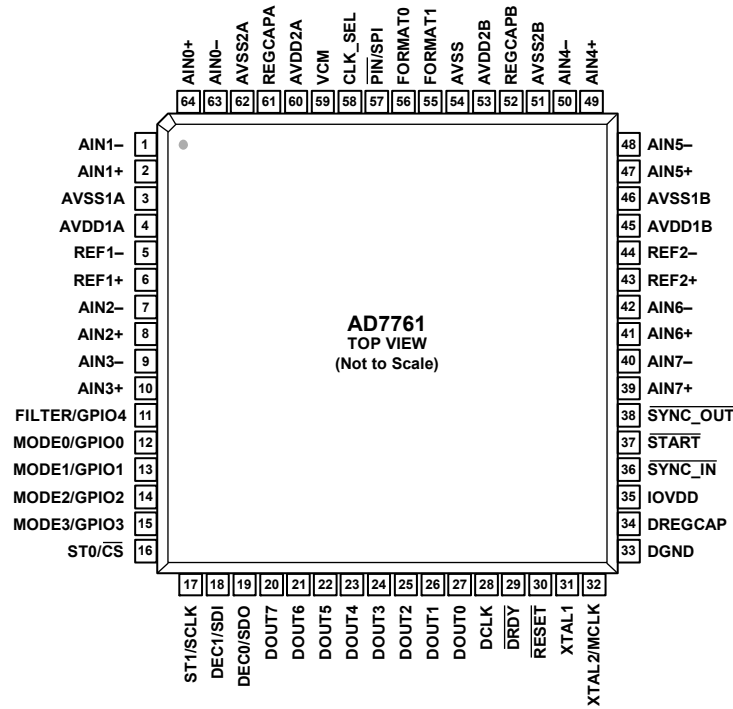 AIN0+
AIN0–
AVSS2A
REGCAPA
AVDD2A
VCM
CLK_SEL
PIN/SPI
FORMAT0
FORMAT1
AVSS
AVDD2B
REGCAPB
AVSS2B
AIN4–
AIN4+
64 63 62 61 60 59 58 57 56 55 54 53 52 51 50 49
AIN1– 1
AIN1+ 2
AVSS1A 3
AVDD1A 4
REF1– 5
REF1+ 6
AIN2– 7
AIN2+ 8
AIN3– 9
AIN3+ 10
FILTER/GPIO4 11
MODE0/GPIO0 12
MODE1/GPIO1 13
MODE2/GPIO2 14
MODE3/GPIO3 15
ST0/CS 16
AD7761
TOP VIEW
(Not to Scale)
48 AIN5–
47 AIN5+
46 AVSS1B
45 AVDD1B
44 REF2–
43 REF2+
42 AIN6–
41 AIN6+
40 AIN7–
39 AIN7+
38 SYNC_OUT
37 START
36 SYNC_IN
35 IOVDD
34 DREGCAP
33 DGND
17 18 19 20 21 22 23 24 25 26 27 28 29 30 31 32
ST1/SCLK
DEC1/SDI
DEC0/SDO
DOUT7
DOUT6
DOUT5
DOUT4
DOUT3
DOUT2
DOUT1
DOUT0
DCLK
DRDY
RESET
XTAL1
XTAL2/MCLK